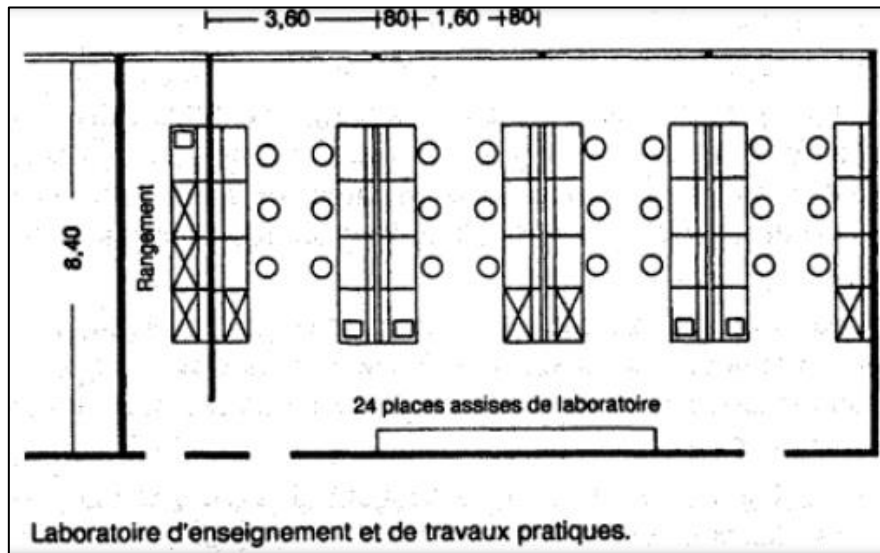 3,60 80 1,60 80
8,40
Rangement
24 places assises de laboratoire
Laboratoire d'enseignement et de travaux pratiques.